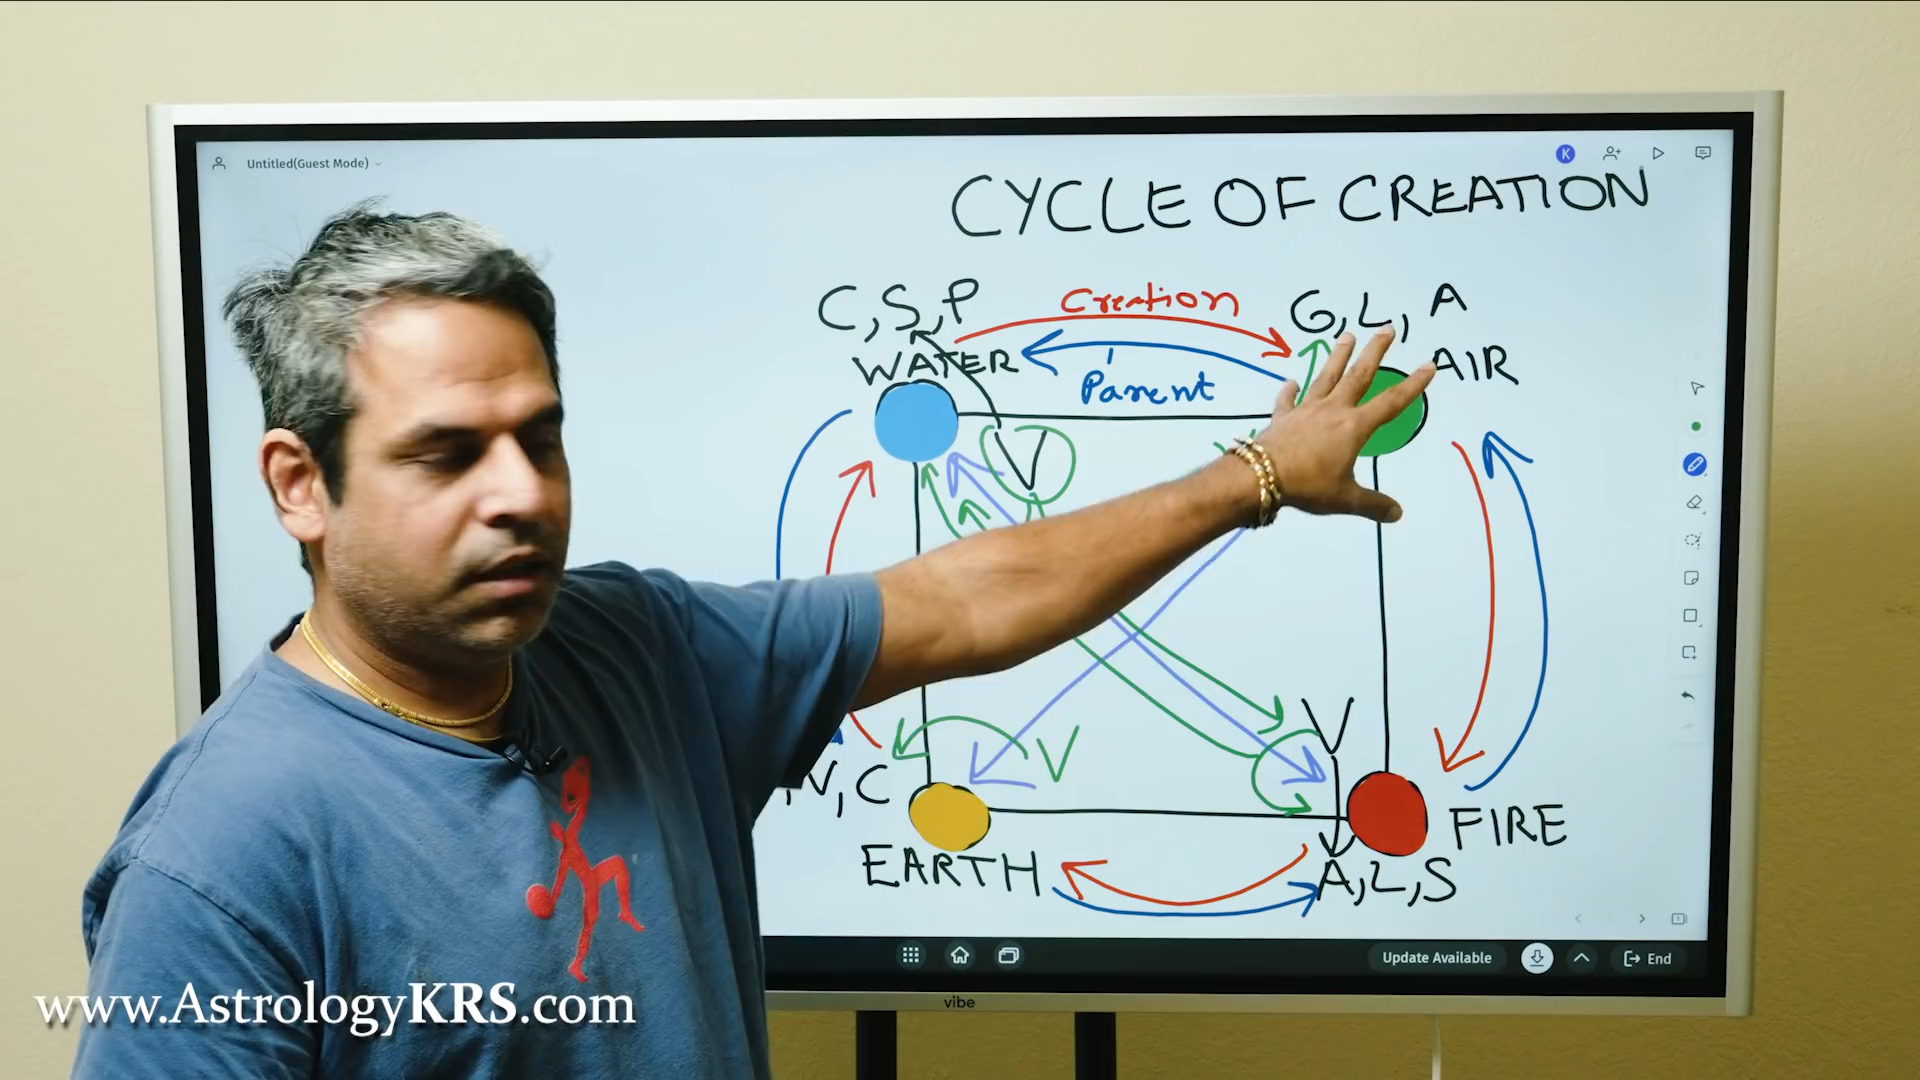 Untitled(Guest Mode)
K
CYCLE OF CREATION
C, S, P
Creation
G, L, A
WATER
Parent
AIR
V
V
V
, V, C
FIRE
EARTH
A, L, S
Update Available
End
vibe
www.AstrologyKRS.com